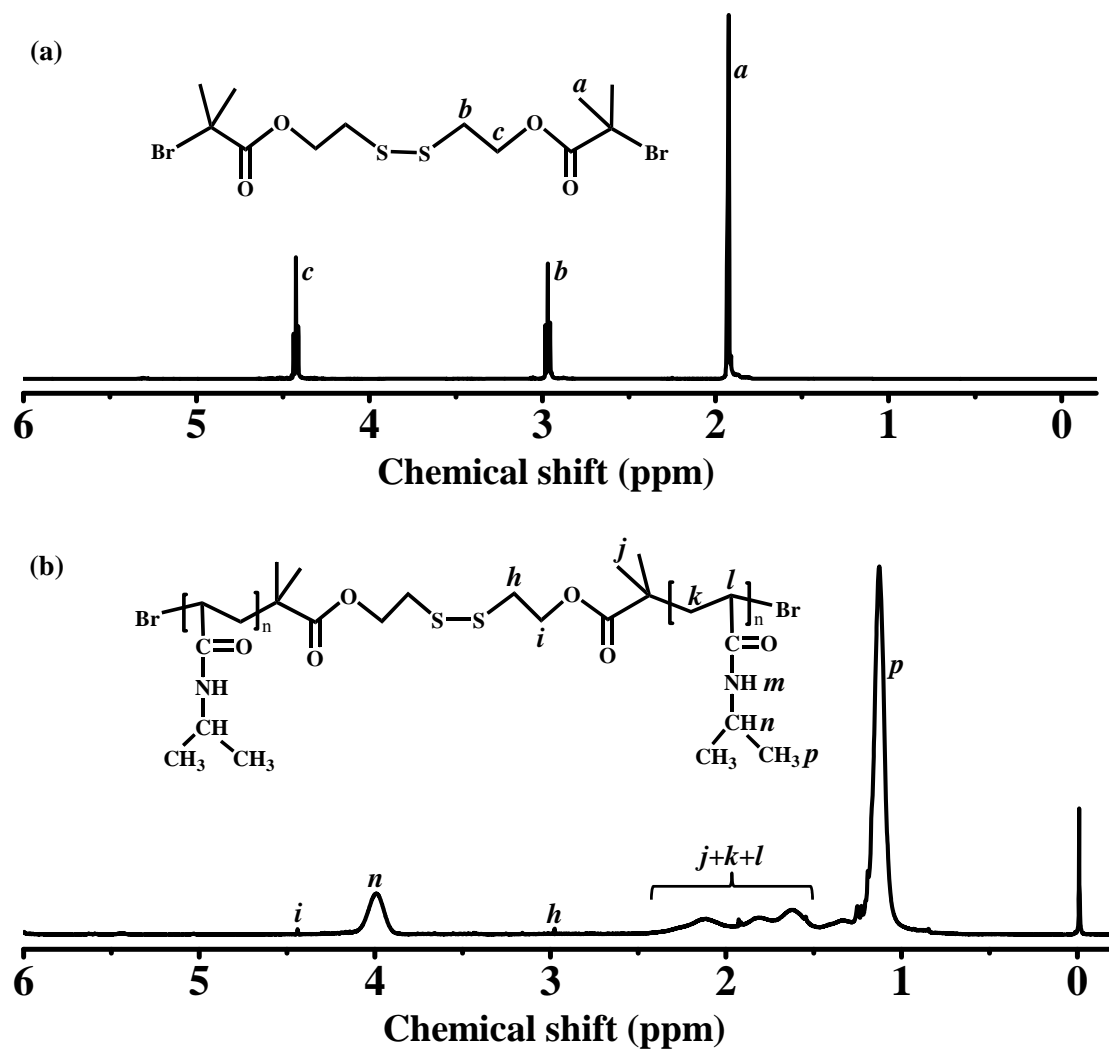 (a)
a
b
O
c
O
Br
S
S
Br
O
O
a
c
b
6 5 4 3 2 1 0
Chemical shift (ppm)
(b)
j
h
l
k
Br
[ ]n
O
S
S
O
[ ]n
Br
i
C=O
O
O
C=O
NH
NH m
CH
CH n
CH3 CH3
CH3 CH3 p
p
j+k+l
n
i
h
6 5 4 3 2 1 0
Chemical shift (ppm)